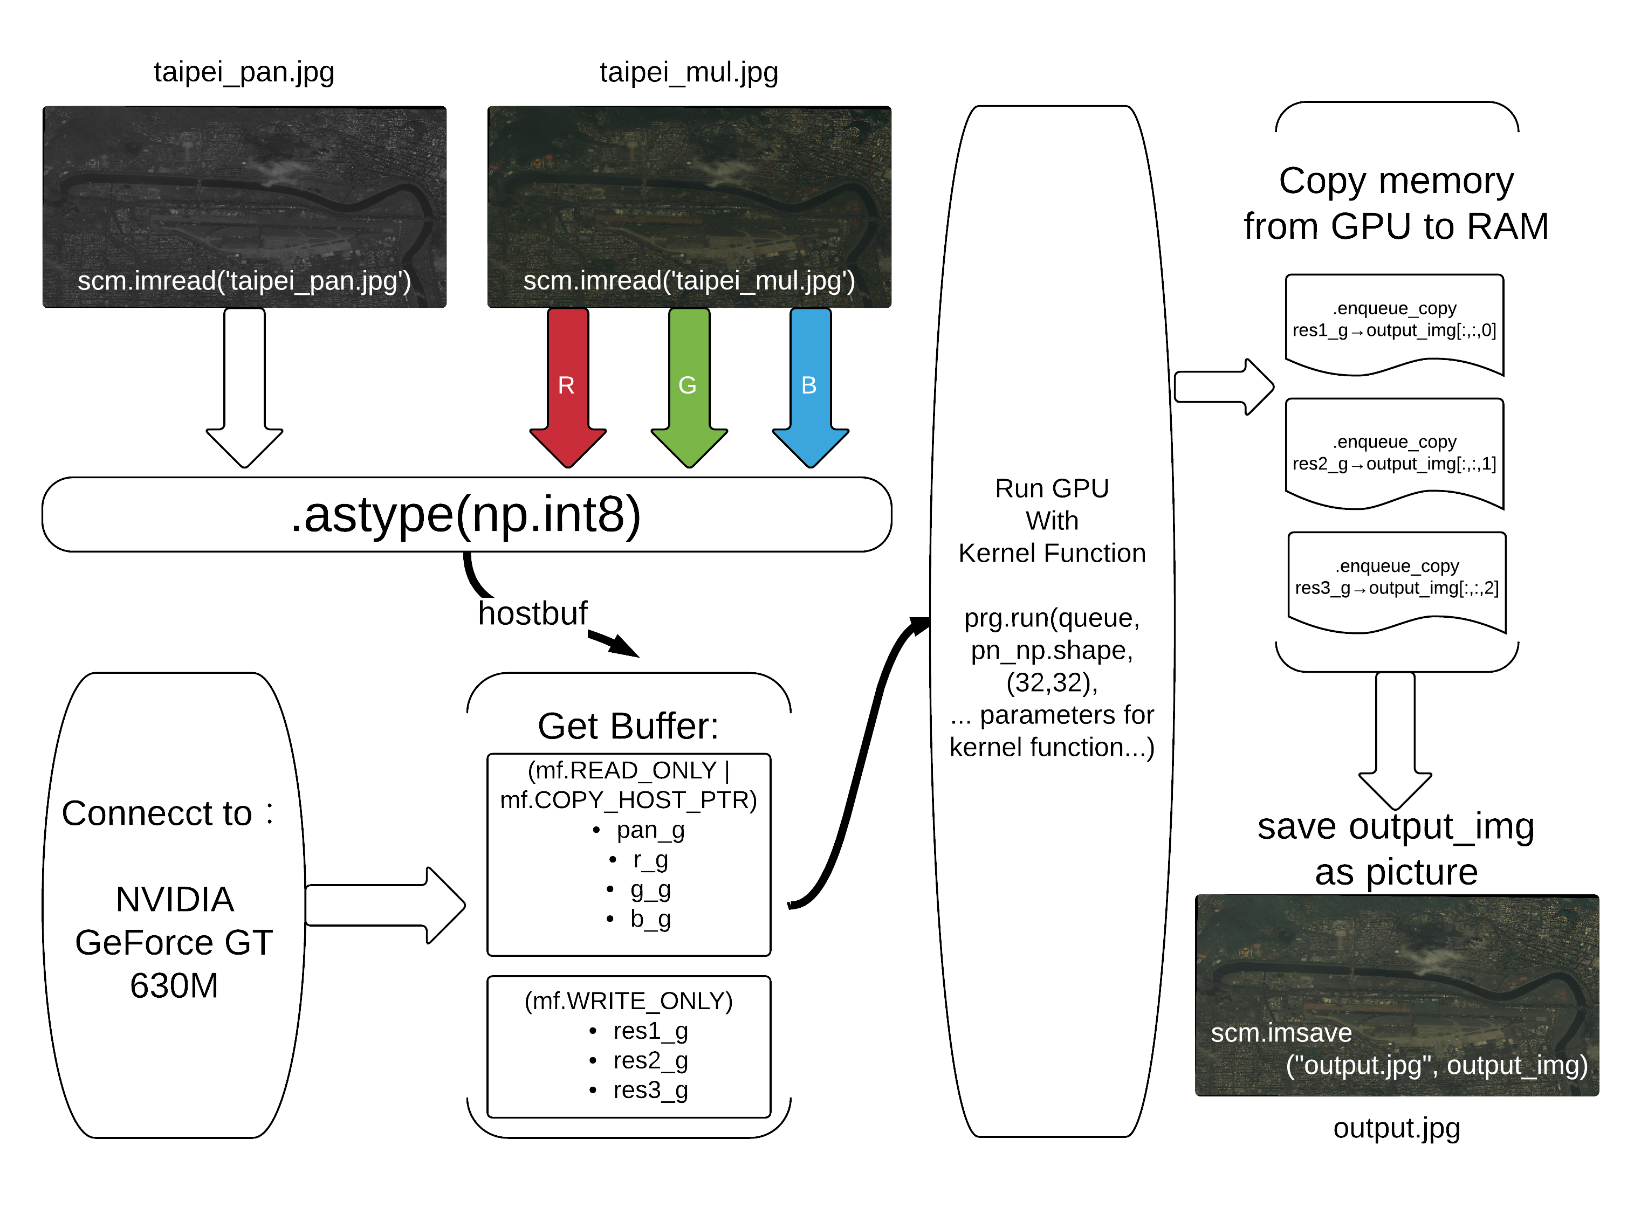 taipei_pan.jpg
scm.imread('taipei_pan.jpg')
taipei_mul.jpg
scm.imread('taipei_mul.jpg')
R
G
B
.astype(np.int8)
hostbuf
Connecct to：
NVIDIA
GeForce GT
630M
Get Buffer:
(mf.READ_ONLY |
mf.COPY_HOST_PTR)
• pan_g
• r_g
• g_g
• b_g
(mf.WRITE_ONLY)
• res1_g
• res2_g
• res3_g
Run GPU
With
Kernel Function
prg.run(queue,
pn_np.shape,
(32,32),
... parameters for
kernel function...)
Copy memory
from GPU to RAM
.enqueue_copy
res1_g→output_img[:,:,0]
.enqueue_copy
res2_g→output_img[:,:,1]
.enqueue_copy
res3_g→output_img[:,:,2]
save output_img
as picture
scm.imsave
("output.jpg", output_img)
output.jpg